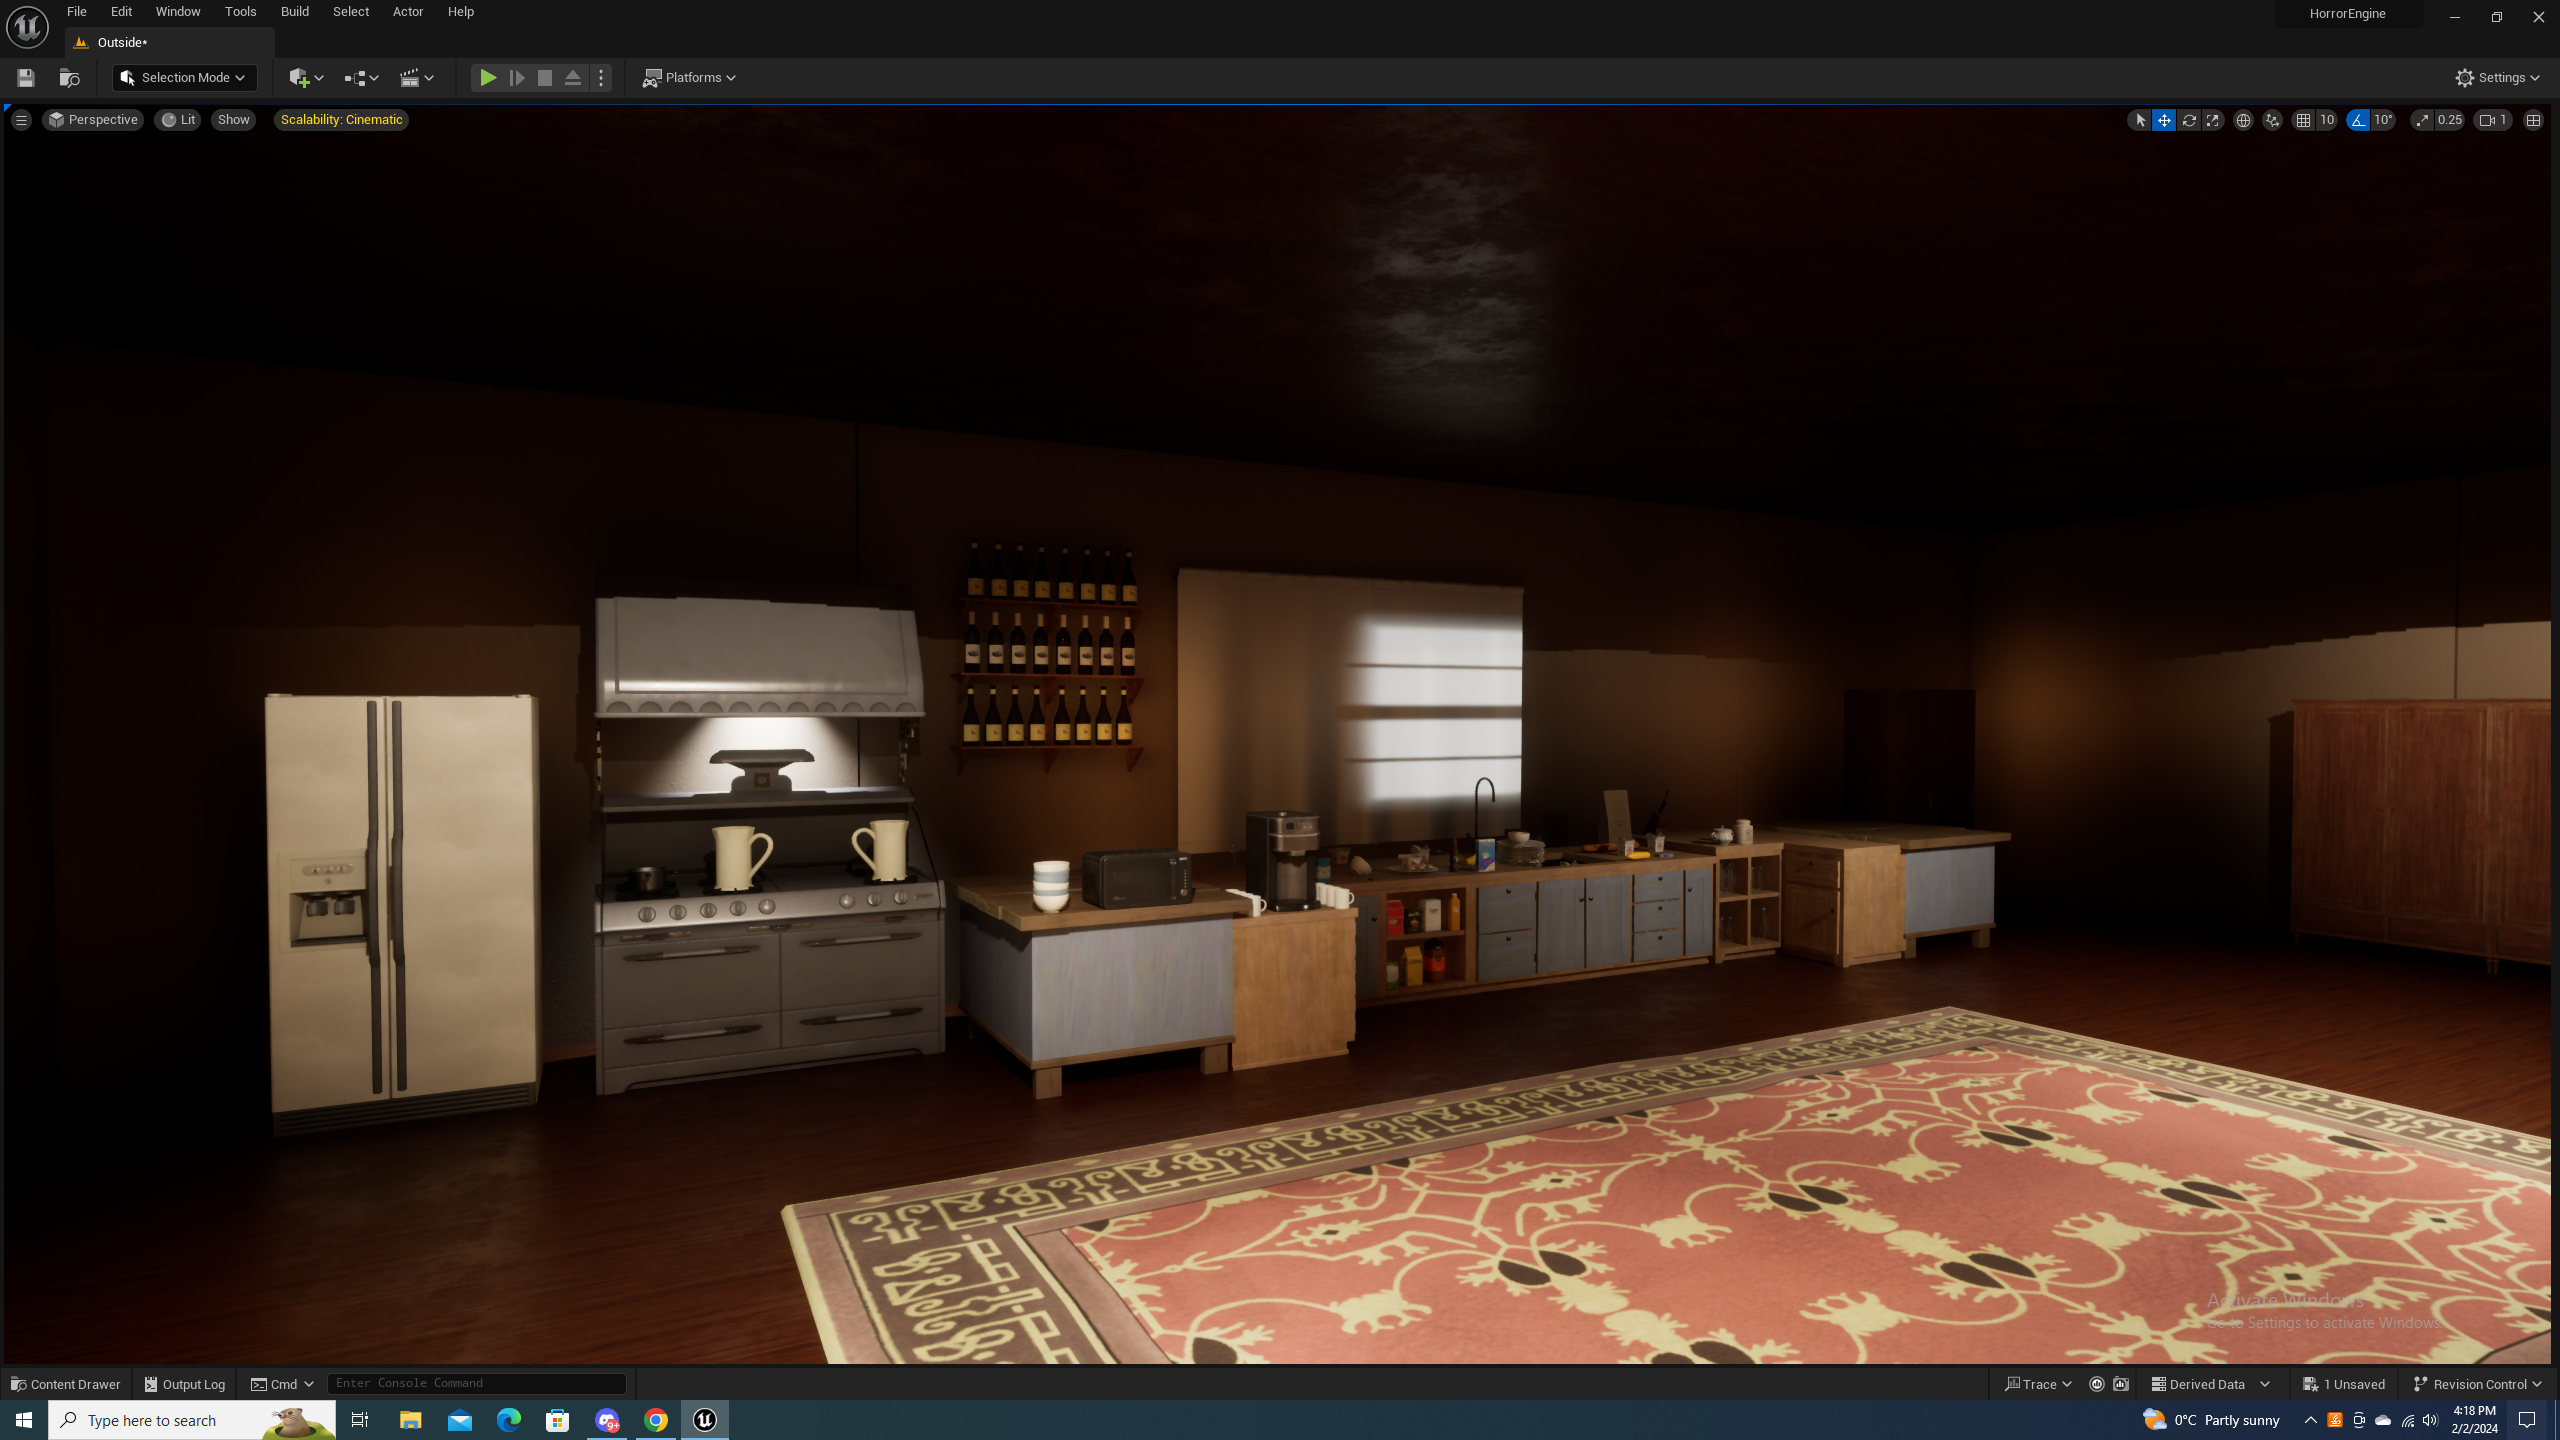 File Edit Window Tools Build Select Actor Help
HorrorEngine
Outside*
Selection Mode
Platforms
Settings
Perspective Lit Show Scalability: Cinematic
10 10° 0.25 1
Activate Windows
Go to Settings to activate Windows.
Content Drawer Output Log Cmd Enter Console Command
Trace Derived Data 1 Unsaved Revision Control
Type here to search
9+
0°C Partly sunny
4:18 PM
2/2/2024